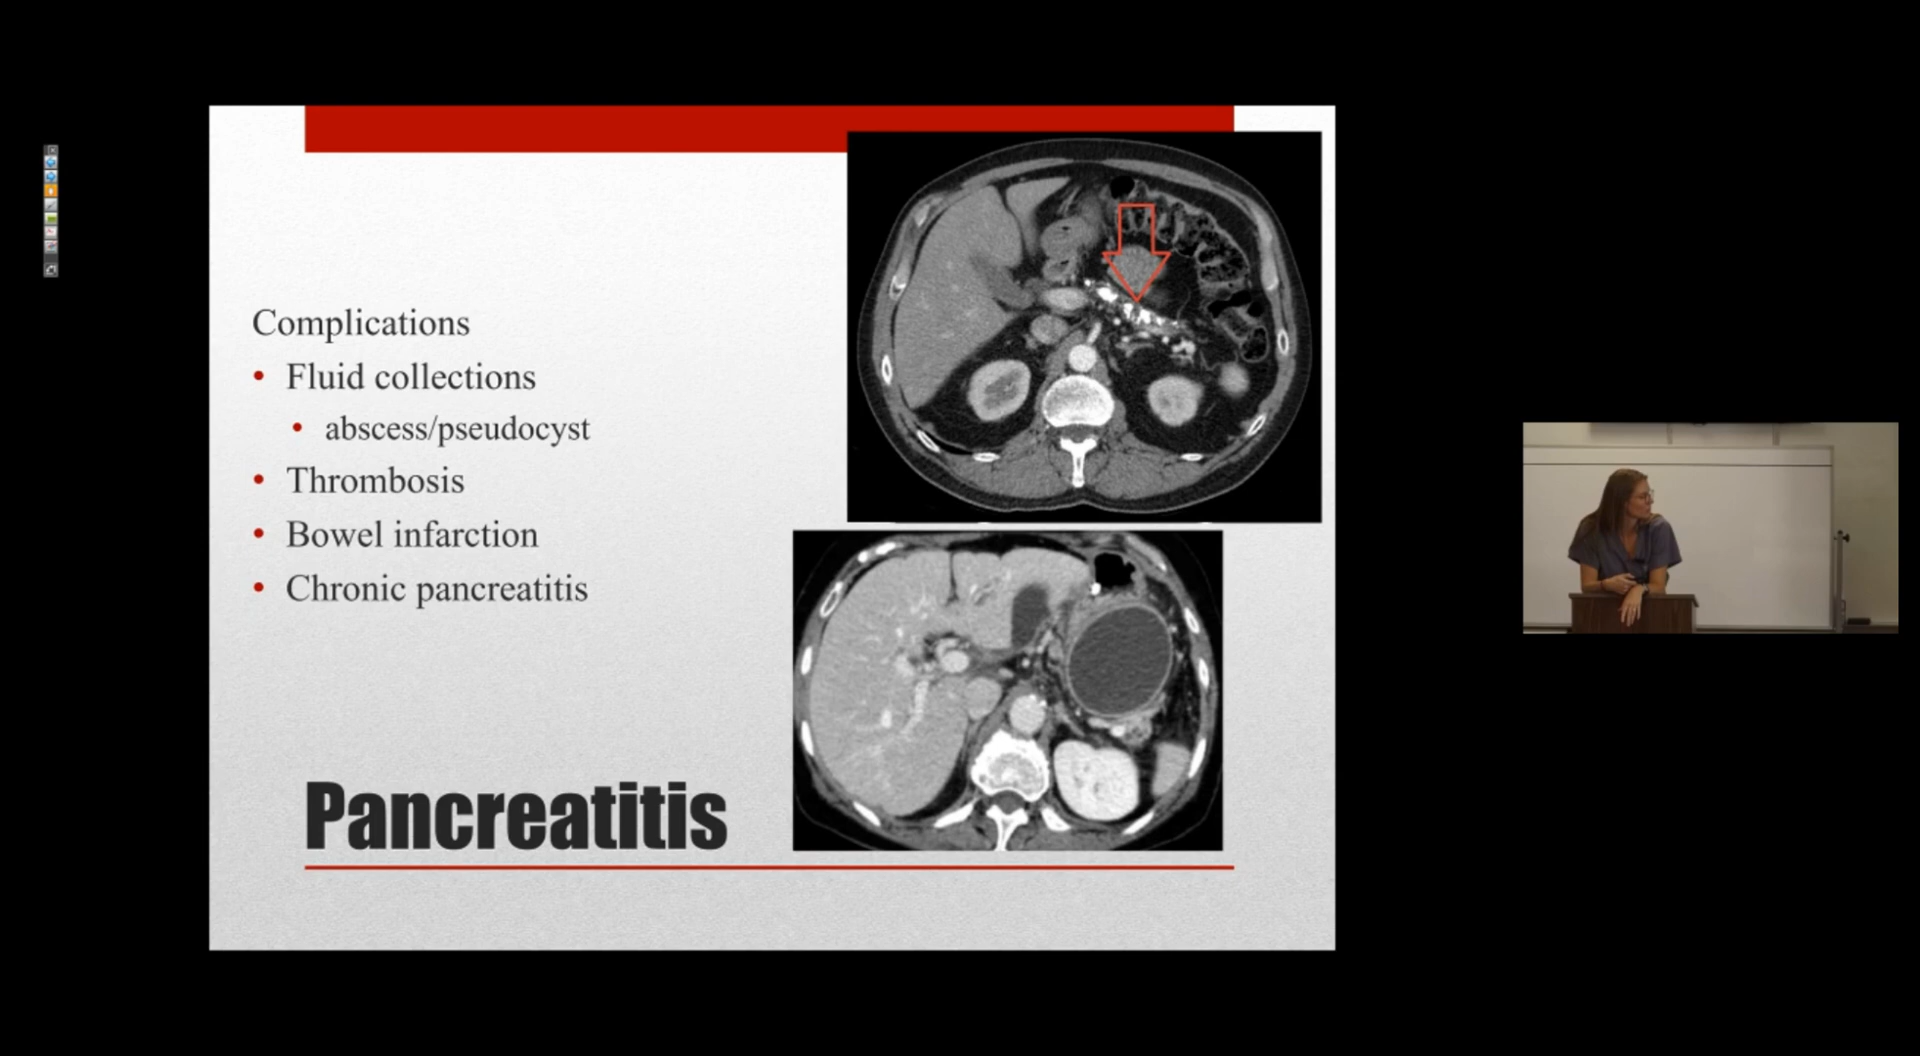 Complications
• Fluid collections
• abscess/pseudocyst
• Thrombosis
• Bowel infarction
• Chronic pancreatitis
Pancreatitis